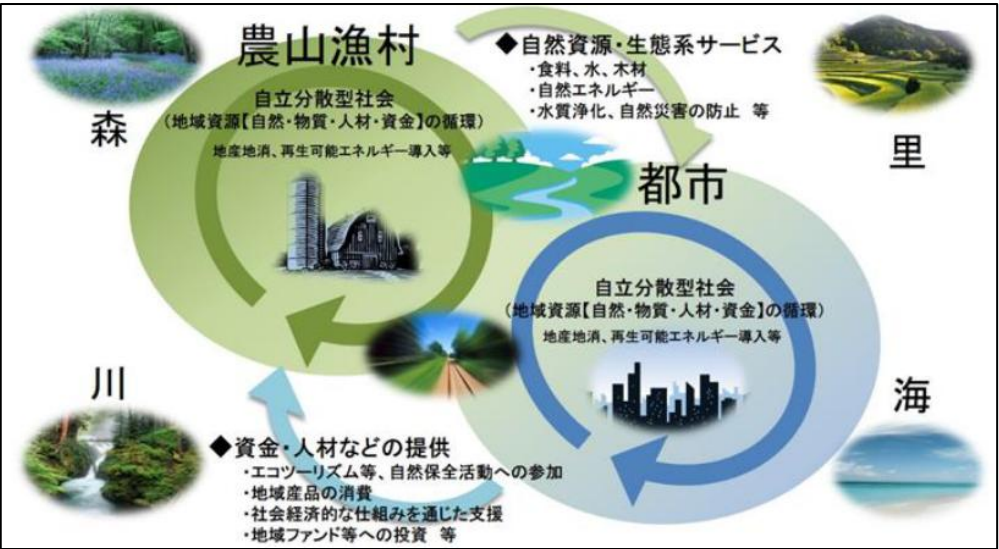 農山漁村
森
自立分散型社会
(地域資源【自然・物質・人材・資金】の循環)
地産地消、再生可能エネルギー導入等
◆自然資源・生態系サービス
・食料、水、木材
・自然エネルギー
・水質浄化、自然災害の防止 等
里
都市
自立分散型社会
(地域資源【自然・物質・人材・資金】の循環)
地産地消、再生可能エネルギー導入等
川
◆資金・人材などの提供
・エコツーリズム等、自然保全活動への参加
・地域産品の消費
・社会経済的な仕組みを通じた支援
・地域ファンド等への投資 等
海